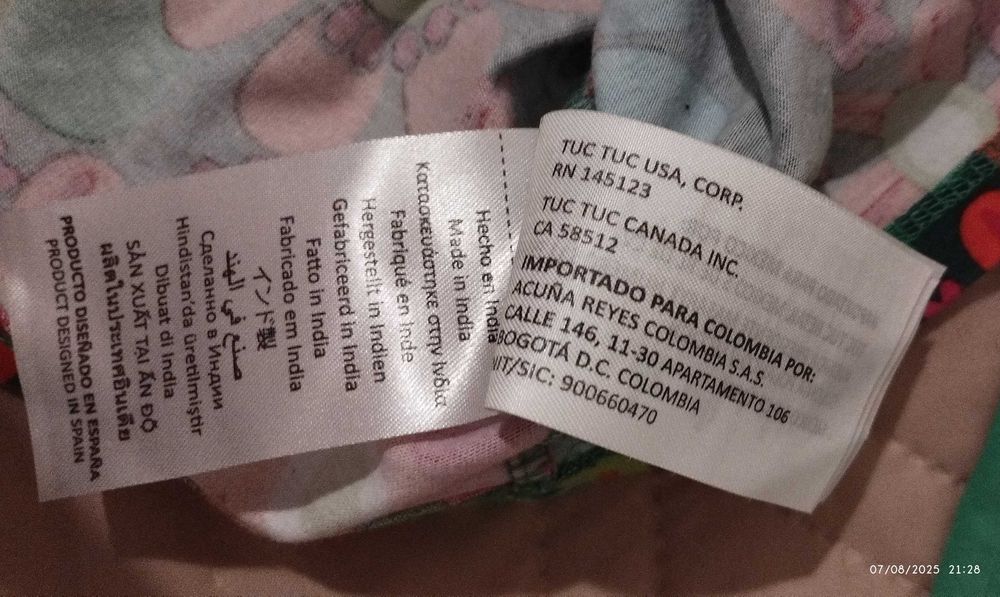 Hecho en India
Made in India
Fabriqué en Inde
Κατασκευάστηκε στην Ινδία
Hergestellt in Indien
Gefabriceerd in India
Fatto in India
Fabricado em India
インド製
صنع في الهند
Сделанно в Индии
Hindistan'da üretilmiştir
Dibuat di India
SẢN XUẤT TẠI ẤN ĐỘ
ผลิตในประเทศอินเดีย
PRODUCTO DISEÑADO EN ESPAÑA
PRODUCT DESIGNED IN SPAIN
TUC TUC USA, CORP.
RN 145123
TUC TUC CANADA INC.
CA 58512
IMPORTADO PARA COLOMBIA POR:
ACUÑA REYES COLOMBIA S.A.S.
CALLE 146, 11-30 APARTAMENTO 106
BOGOTÁ D.C. COLOMBIA
NIT/SIC: 900660470
07/08/2025 21:28